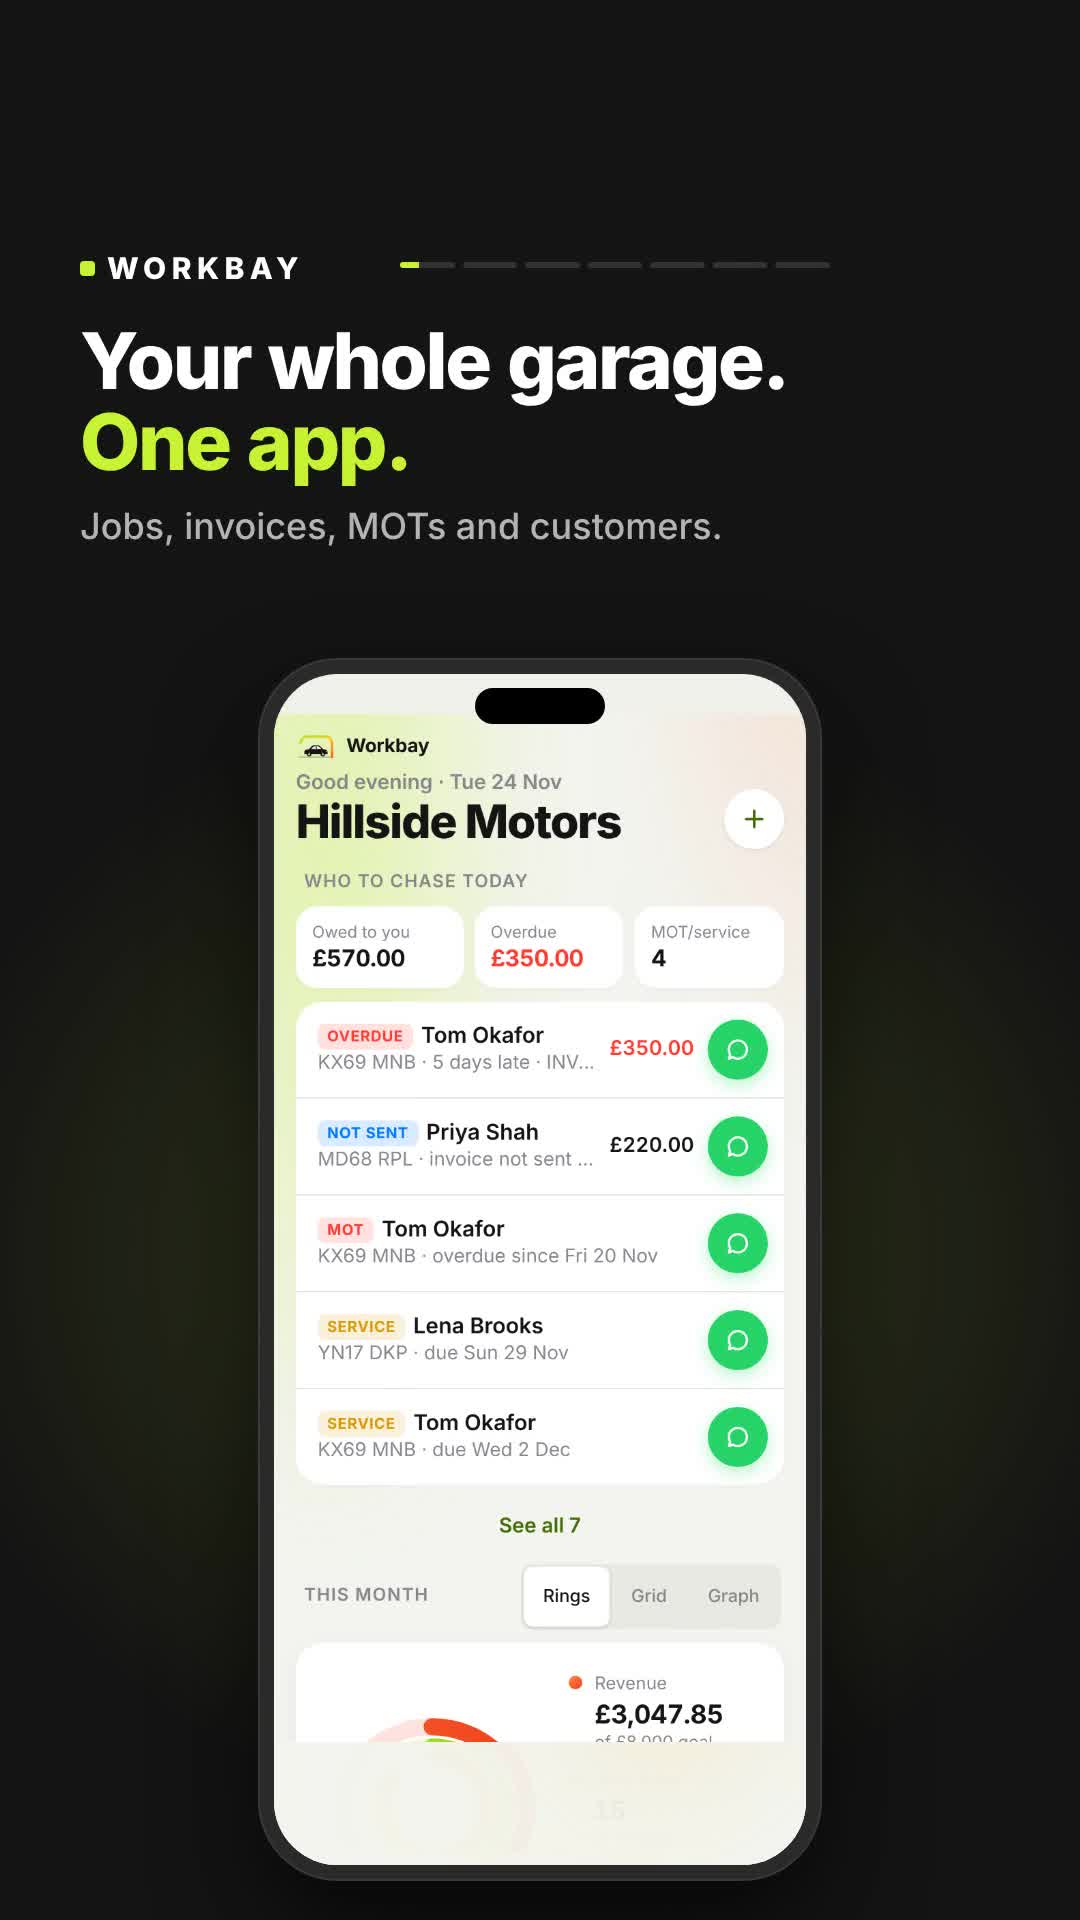 WORKBAY
Your whole garage.
One app.
Jobs, invoices, MOTs and customers.
Workbay
Good evening · Tue 24 Nov
Hillside Motors
+
WHO TO CHASE TODAY
Owed to you
£570.00
Overdue
£350.00
MOT/service
4
OVERDUE Tom Okafor
KX69 MNB · 5 days late · INV...
£350.00
NOT SENT Priya Shah
MD68 RPL · invoice not sent ...
£220.00
MOT Tom Okafor
KX69 MNB · overdue since Fri 20 Nov
SERVICE Lena Brooks
YN17 DKP · due Sun 29 Nov
SERVICE Tom Okafor
KX69 MNB · due Wed 2 Dec
See all 7
THIS MONTH
Rings Grid Graph
Revenue
£3,047.85
of £8,000 goal
15